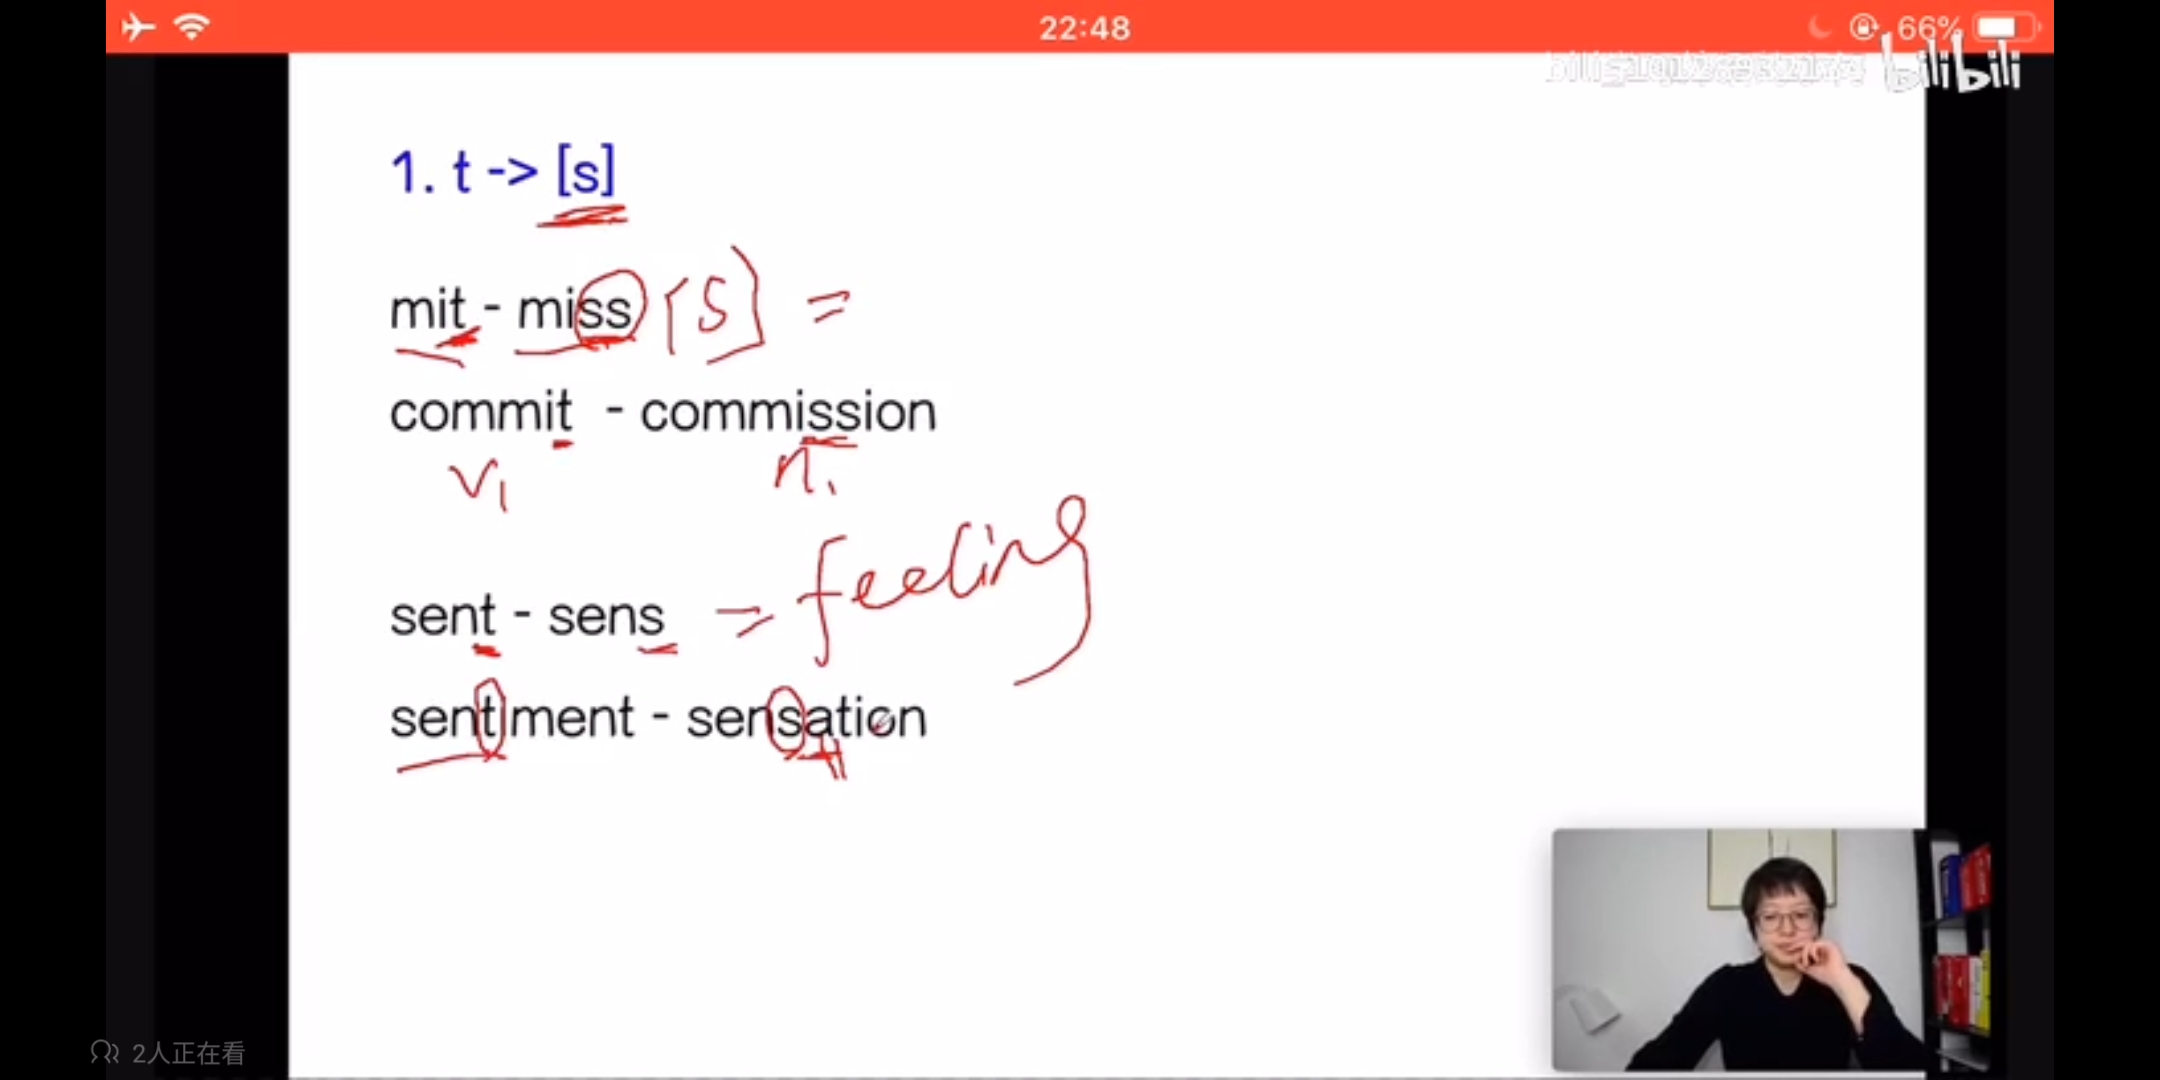 22:48
66%
bilibili
1. t -> [s]
mit - miss [s] =
commit - commission
v. n.
sent - sens = feeling
sentiment - sensation
2人正在看